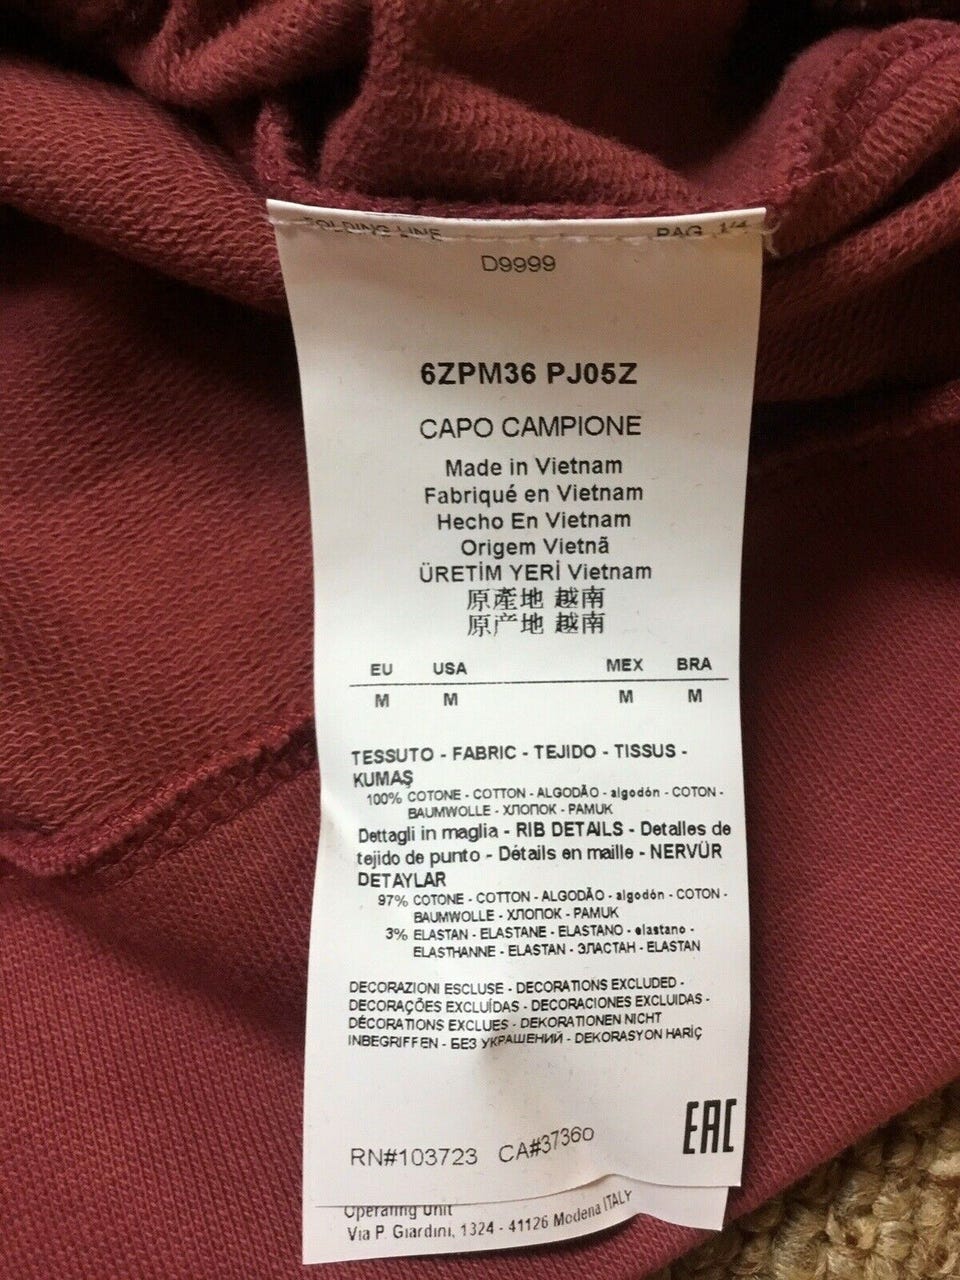 FOLDING LINE PAG 1/4
D9999
6ZPM36 PJ05Z
CAPO CAMPIONE
Made in Vietnam
Fabriqué en Vietnam
Hecho En Vietnam
Origem Vietnã
ÜRETİM YERİ Vietnam
原產地 越南
原产地 越南
EU USA MEX BRA
M M M M
TESSUTO - FABRIC - TEJIDO - TISSUS -
KUMAŞ
100% COTONE - COTTON - ALGODÃO - algodón - COTON -
BAUMWOLLE - ХЛОПОК - PAMUK
Dettagli in maglia - RIB DETAILS - Detalles de
tejido de punto - Détails en maille - NERVÜR
DETAYLAR
97% COTONE - COTTON - ALGODÃO - algodón - COTON -
BAUMWOLLE - ХЛОПОК - PAMUK
3% ELASTAN - ELASTANE - ELASTANO - elastano -
ELASTHANNE - ELASTAN - ЭЛАСТАН - ELASTAN
DECORAZIONI ESCLUSE - DECORATIONS EXCLUDED -
DECORAÇÕES EXCLUÍDAS - DECORACIONES EXCLUIDAS -
DÉCORATIONS EXCLUES - DEKORATIONEN NICHT
INBEGRIFFEN - БЕЗ УКРАШЕНИЙ - DEKORASYON HARİÇ
EAC
RN#103723 CA#37360
Operating Unit
Via P. Giardini, 1324 - 41126 Modena ITALY